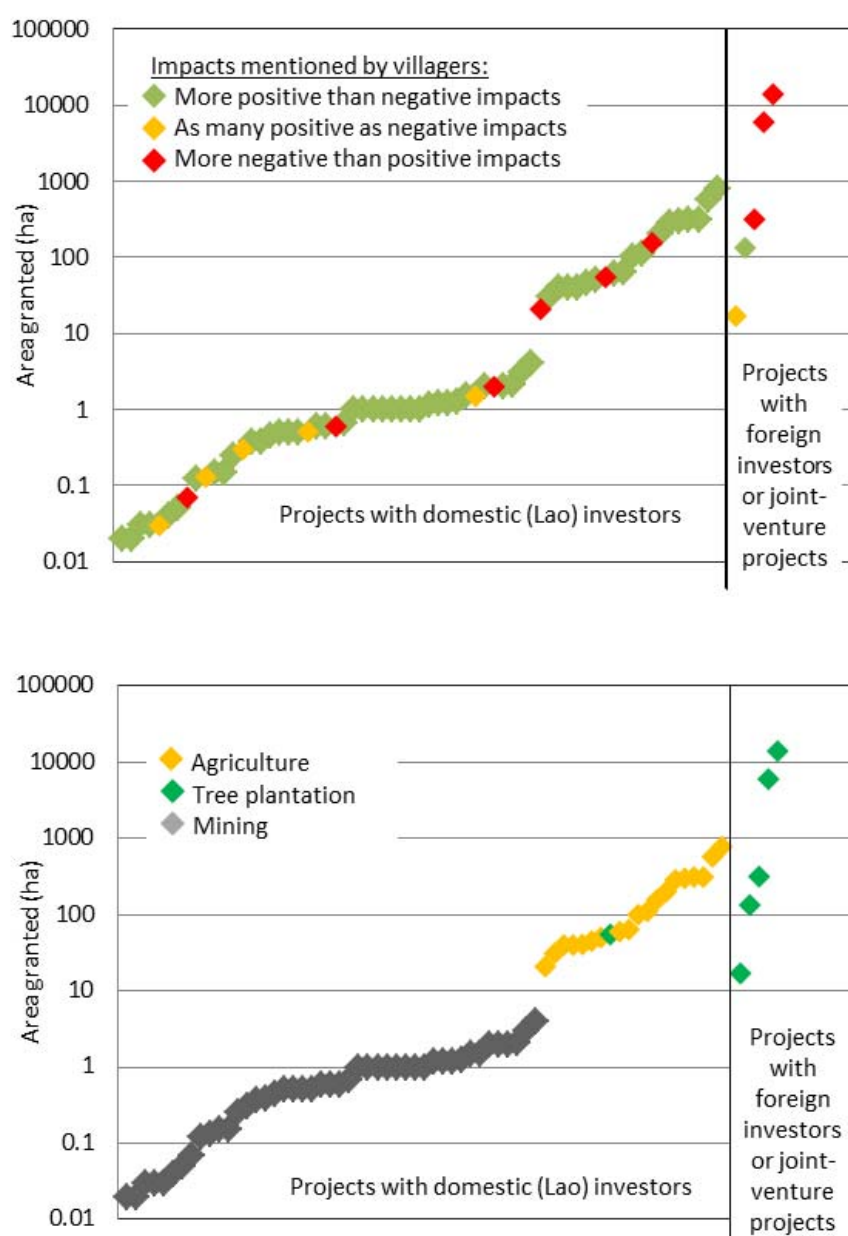 100000
10000
1000
100
10
1
0.1
0.01
Area granted (ha)
Impacts mentioned by villagers:
More positive than negative impacts
As many positive as negative impacts
More negative than positive impacts
Projects with domestic (Lao) investors
Projects
with
foreign
investors
or joint-
venture
projects
100000
10000
1000
100
10
1
0.1
0.01
Area granted (ha)
Agriculture
Tree plantation
Mining
Projects with domestic (Lao) investors
Projects
with
foreign
investors
or joint-
venture
projects